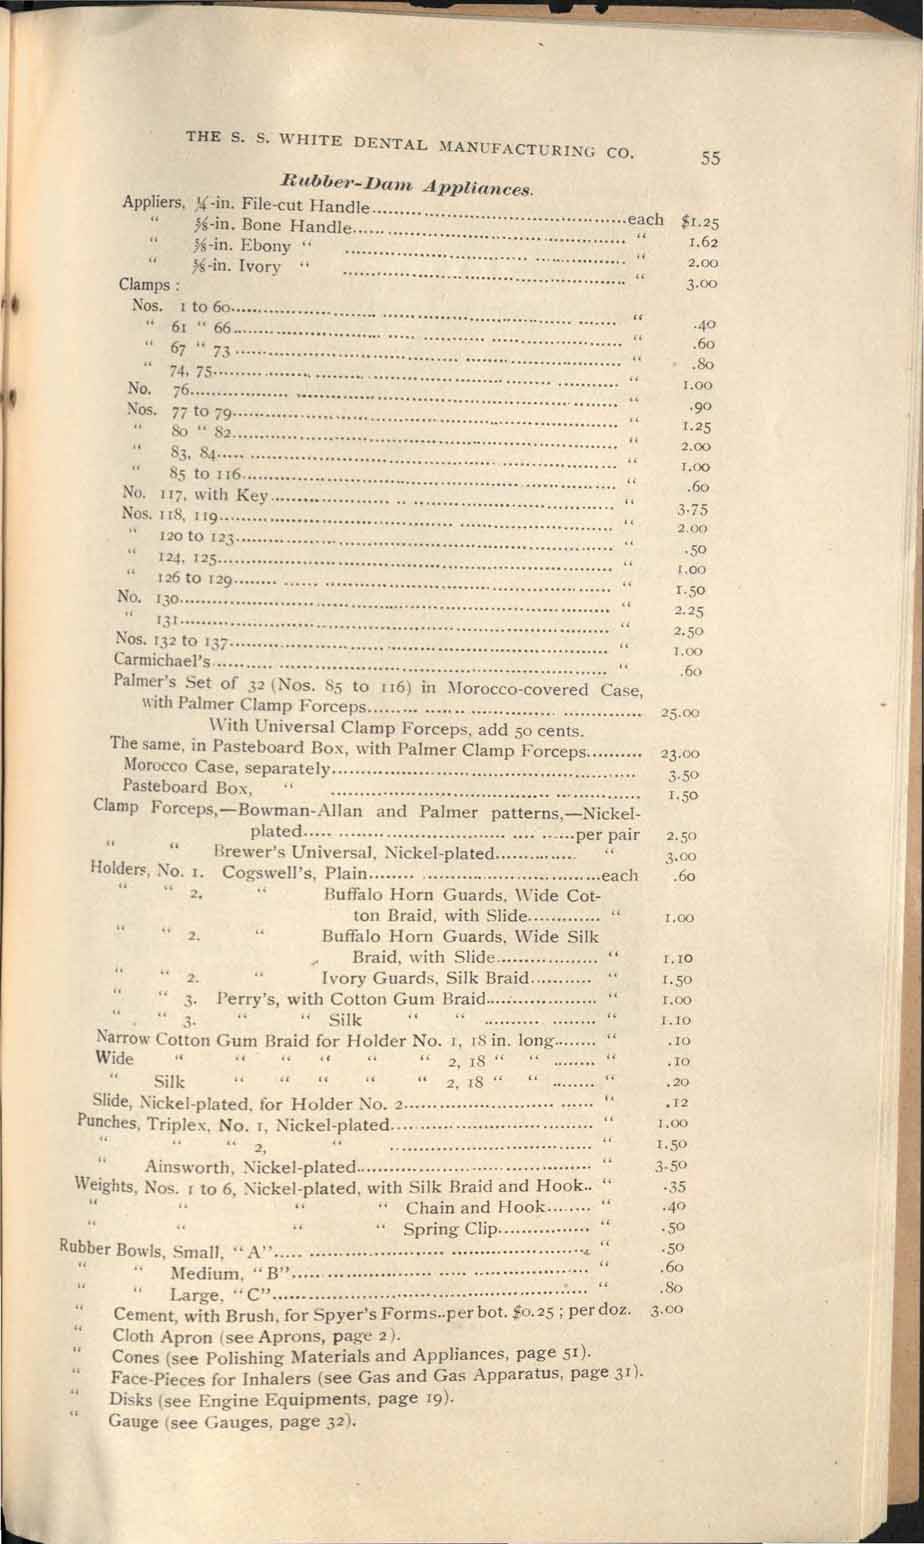 THE S. S. WHITE DENTAL MANUFACTURING CO. 55
Rubber-Dam Appliances.
Appliers, ¼-in. File-cut Handle..........each $1.25
" ⅝-in. Bone Handle.......... " 1.62
" ⅝-in. Ebony " .......... " 2.00
" ⅝-in. Ivory " .......... " 3.00
Clamps :
Nos. 1 to 60.......... " .40
" 61 " 66.......... " .60
" 67 " 73.......... " .80
" 74, 75.......... " 1.00
No. 76.......... " .90
Nos. 77 to 79.......... " 1.25
" 80 " 82.......... " 2.00
" 83, 84.......... " 1.00
" 85 to 116.......... " .60
No. 117, with Key.......... " 3.75
Nos. 118, 119.......... " 2.00
" 120 to 123.......... " .50
" 124, 125.......... " 1.00
" 126 to 129.......... " 1.50
No. 130.......... " 2.25
" 131.......... " 2.50
Nos. 132 to 137.......... " 1.00
Carmichael's.......... " .60
Palmer's Set of 32 (Nos. 85 to 116) in Morocco-covered Case,
with Palmer Clamp Forceps.......... 25.00
With Universal Clamp Forceps, add 50 cents.
The same, in Pasteboard Box, with Palmer Clamp Forceps.......... 23.00
Morocco Case, separately.......... 3.50
Pasteboard Box, " .......... 1.50
Clamp Forceps,—Bowman-Allan and Palmer patterns,—Nickel-
plated..........per pair 2.50
" " Brewer's Universal, Nickel-plated.......... " 3.00
Holders, No. 1. Cogswell's, Plain..........each .60
" " 2. " Buffalo Horn Guards, Wide Cot-
ton Braid, with Slide.......... " 1.00
" " 2. " Buffalo Horn Guards, Wide Silk
Braid, with Slide.......... " 1.10
" " 2. " Ivory Guards, Silk Braid.......... " 1.50
" " 3. Perry's, with Cotton Gum Braid.......... " 1.00
" " 3. " " Silk " " .......... " 1.10
Narrow Cotton Gum Braid for Holder No. 1, 18 in. long........ " .10
Wide " " " " " " 2, 18 " " ........ " .10
" Silk " " " " " 2, 18 " " ........ " .20
Slide, Nickel-plated, for Holder No. 2.......... " .12
Punches, Triplex, No. 1, Nickel-plated.......... " 1.00
" " " 2, " .......... " 1.50
" Ainsworth, Nickel-plated.......... " 3.50
Weights, Nos. 1 to 6, Nickel-plated, with Silk Braid and Hook.. " .35
" " " " Chain and Hook........ " .40
" " " " Spring Clip.......... " .50
Rubber Bowls, Small, "A".......... " .50
" " Medium, "B".......... " .60
" " Large, "C".......... " .80
" Cement, with Brush, for Spyer's Forms..per bot. $0.25 ; per doz. 3.00
" Cloth Apron (see Aprons, page 2).
" Cones (see Polishing Materials and Appliances, page 51).
" Face-Pieces for Inhalers (see Gas and Gas Apparatus, page 31).
" Disks (see Engine Equipments, page 19).
" Gauge (see Gauges, page 32).